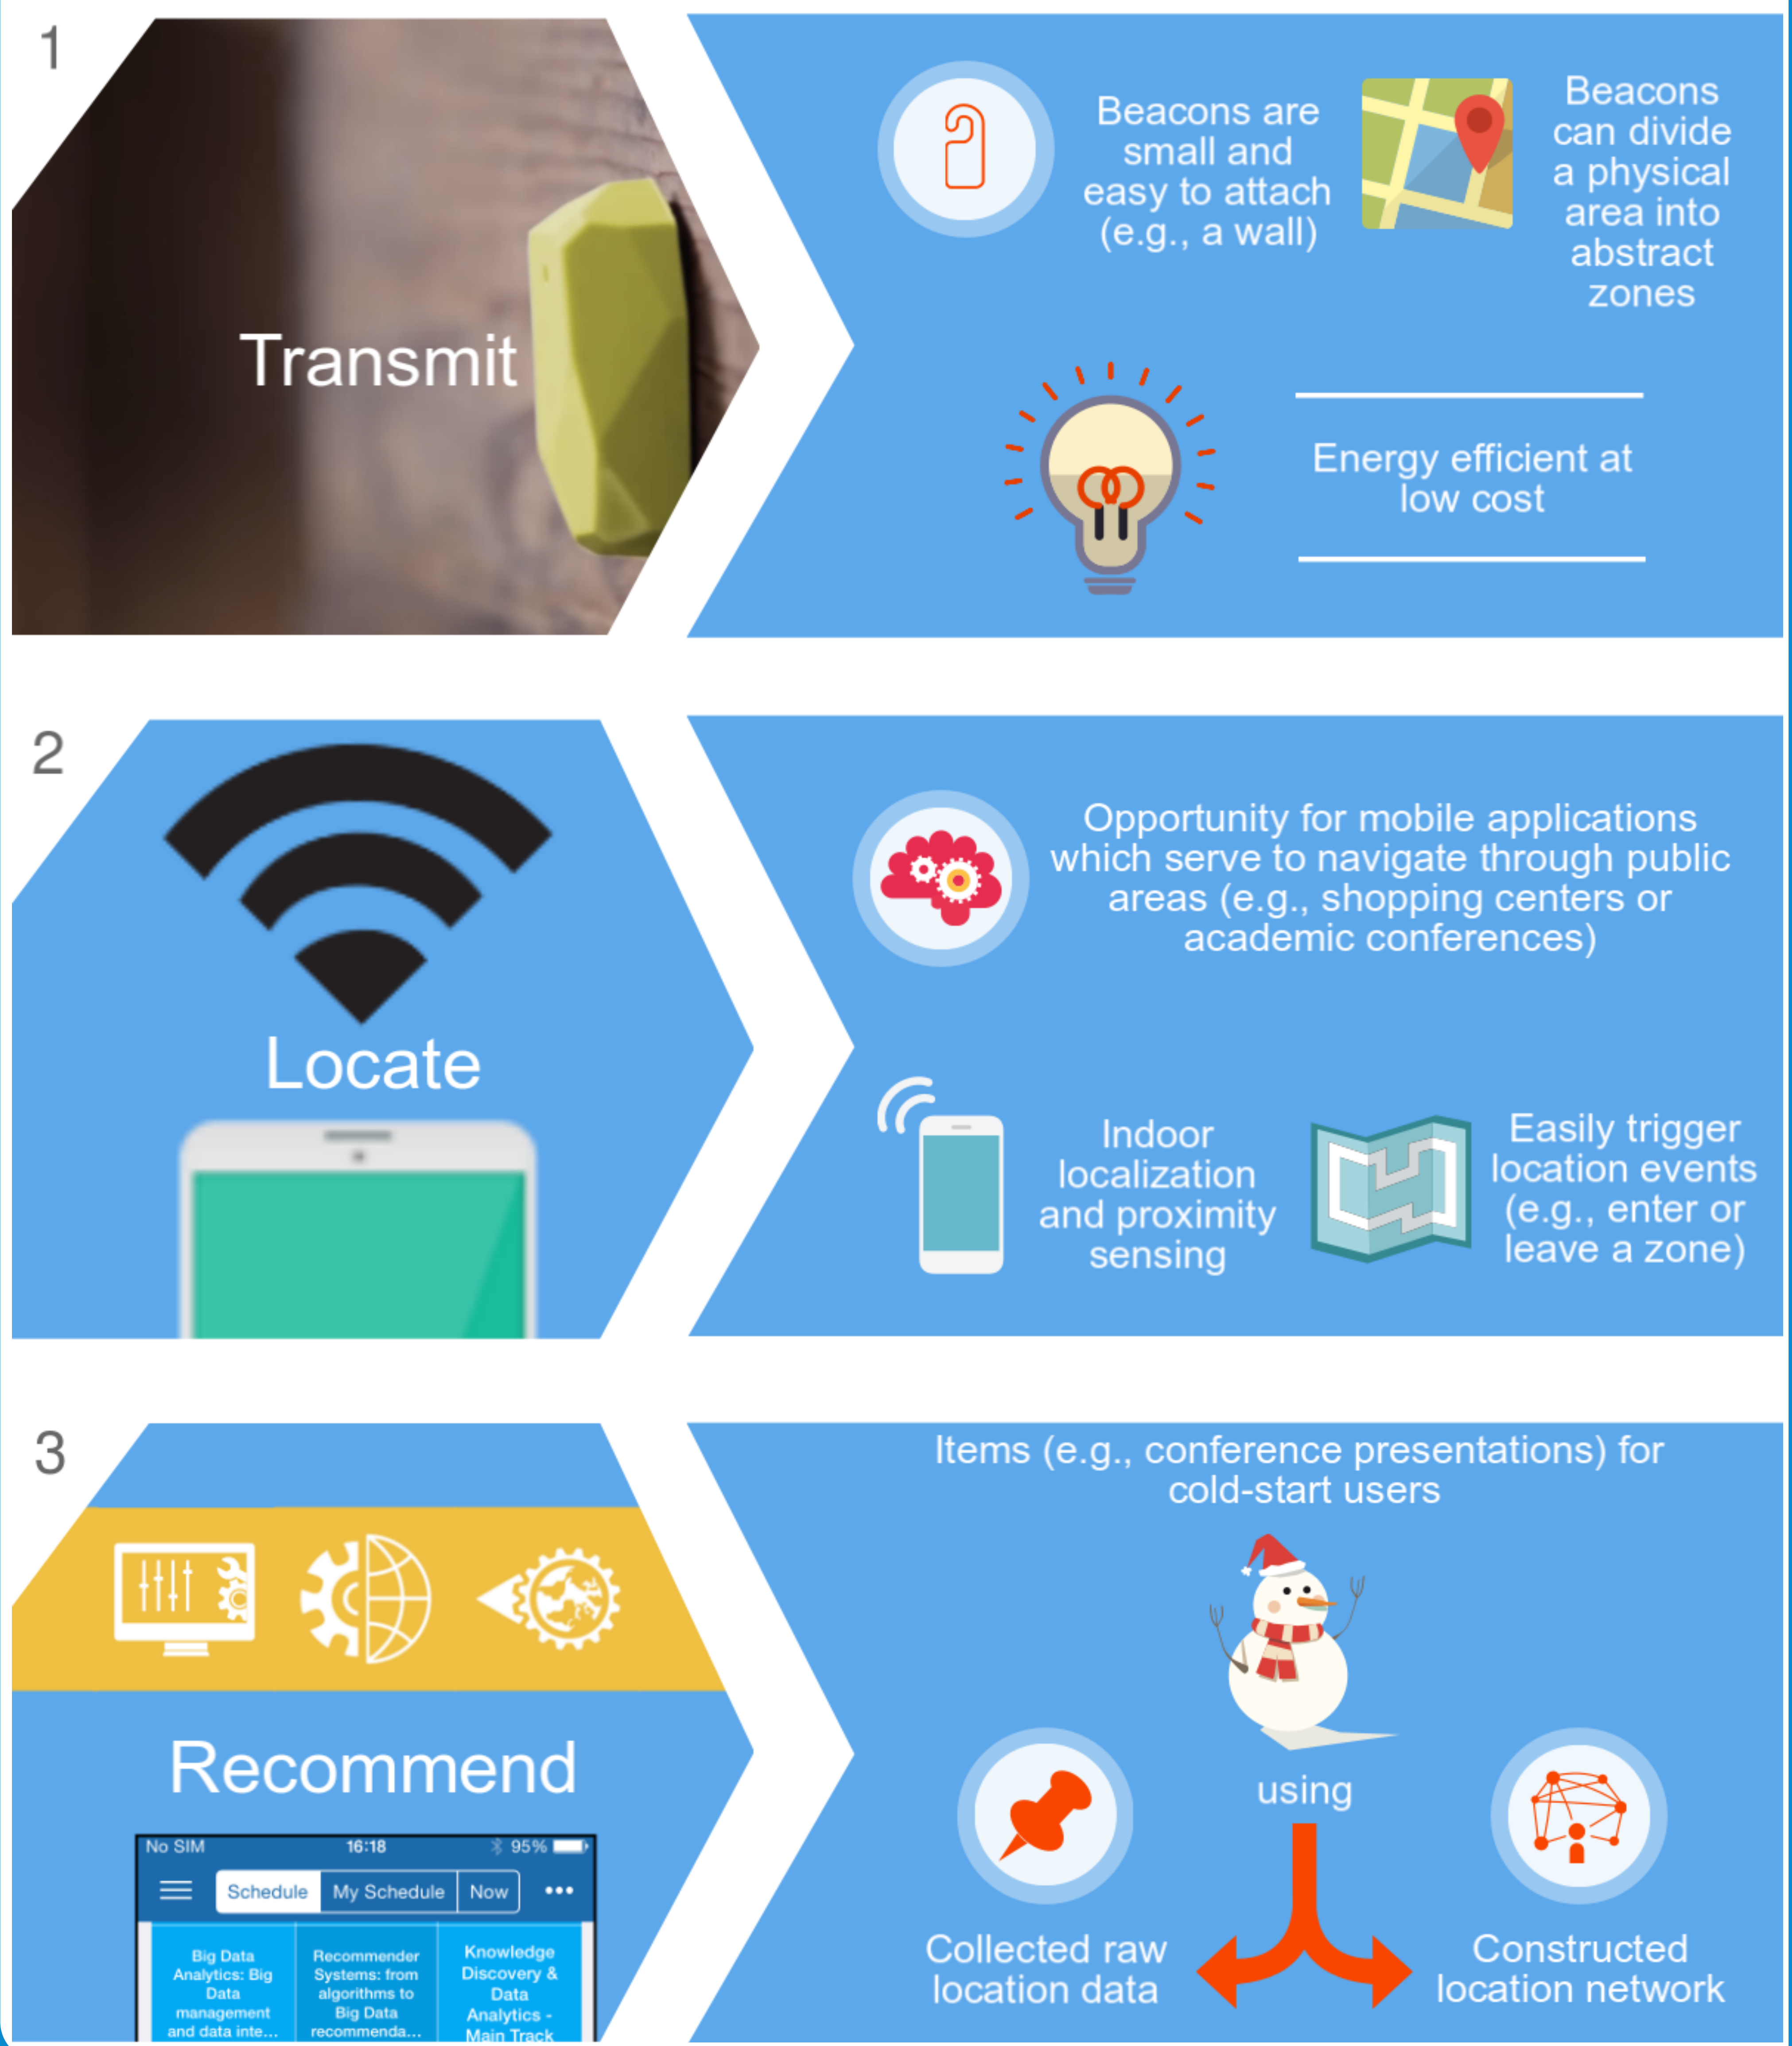 1
Transmit
Beacons are
small and
easy to attach
(e.g., a wall)
Beacons
can divide
a physical
area into
abstract
zones
Energy efficient at
low cost
2
Locate
Opportunity for mobile applications
which serve to navigate through public
areas (e.g., shopping centers or
academic conferences)
Indoor
localization
and proximity
sensing
Easily trigger
location events
(e.g., enter or
leave a zone)
3
Recommend
No SIM 16:18 95%
Schedule My Schedule Now
Big Data
Analytics: Big
Data
management
and data inte...
Recommender
Systems: from
algorithms to
Big Data
recommenda...
Knowledge
Discovery &
Data
Analytics -
Main Track
Items (e.g., conference presentations) for
cold-start users
using
Collected raw
location data
Constructed
location network